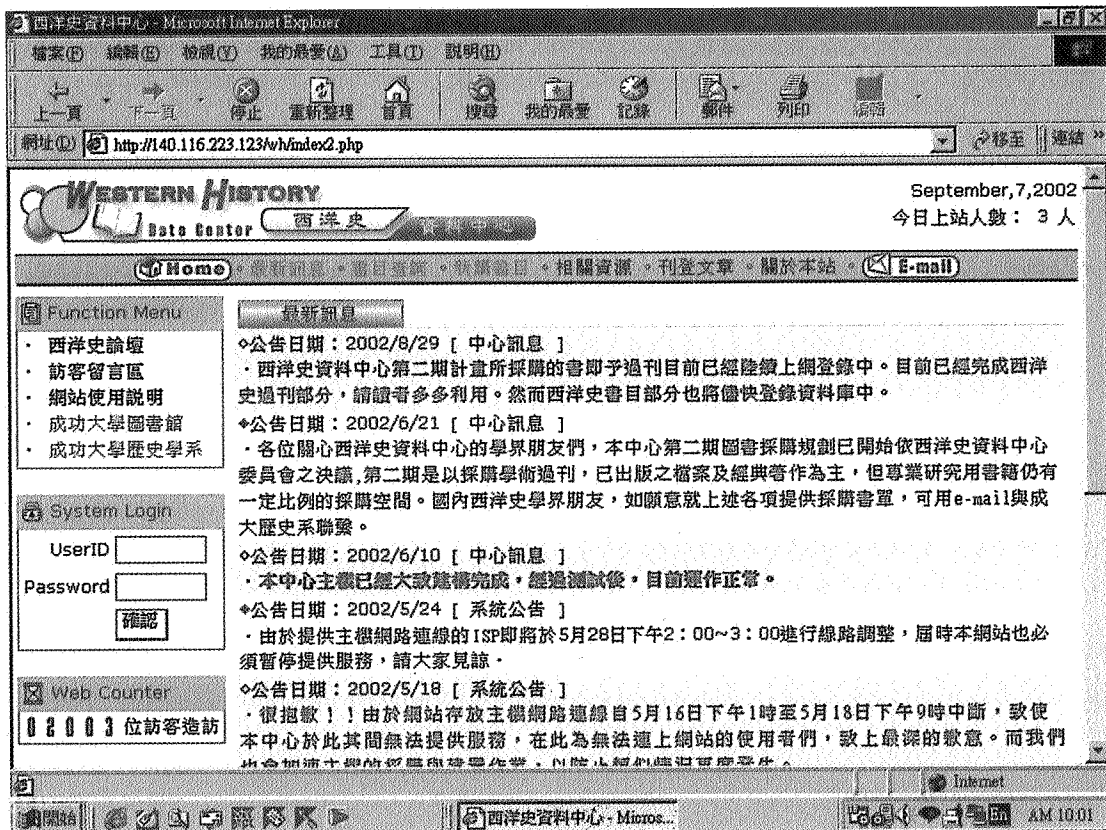 西洋史資料中心 - Microsoft Internet Explorer
檔案(F) 編輯(E) 檢視(V) 我的最愛(A) 工具(T) 說明(H)
上一頁 下一頁 停止 重新整理 首頁 搜尋 我的最愛 記錄 郵件 列印 編輯
網址(D) http://140.116.223.123/wh/index2.php 移至 連結 »
WESTERN HISTORY
Data Center 西洋史 資料中心
September,7,2002
今日上站人數： 3 人
Home 。最新訊息 。書目查詢 。相關資源 。刊登文章 。關於本站 。 E-mail
Function Menu
· 西洋史論壇
· 訪客留言區
· 網站使用說明
· 成功大學圖書館
· 成功大學歷史學系
System Login
UserID
Password
確認
Web Counter
02003 位訪客造訪
最新訊息
◇公告日期：2002/8/29 [ 中心訊息 ]
·西洋史資料中心第二期計畫所採購的書即予過刊目前已經陸續上網登錄中。目前已經完成西洋
史過刊部分，請讀者多多利用。然而西洋史書目部分也將儘快登錄資料庫中。
◆公告日期：2002/6/21 [ 中心訊息 ]
·各位關心西洋史資料中心的學界朋友們，本中心第二期圖書採購規劃已開始依西洋史資料中心
委員會之決議,第二期是以採購學術過刊，已出版之檔案及經典著作為主，但專業研究用書籍仍有
一定比例的採購空間。國內西洋史學界朋友，如願意就上述各項提供採購書單，可用e-mail與成
大歷史系聯繫。
◇公告日期：2002/6/10 [ 中心訊息 ]
·本中心主機已經大致建構完成，經過測試後，目前運作正常。
◆公告日期：2002/5/24 [ 系統公告 ]
·由於提供主機網路連線的ISP即將於5月28日下午2：00~3：00進行線路調整，屆時本網站也必
須暫停提供服務，請大家見諒·
◇公告日期：2002/5/18 [ 系統公告 ]
·很抱歉！！由於網站存放主機網路連線自5月16日下午1時至5月18日下午9時中斷，致使
本中心於此其間無法提供服務，在此為無法連上網站的使用者們，致上最深的歉意。而我們
Internet
開始 西洋史資料中心 - Micros... AM 10:01